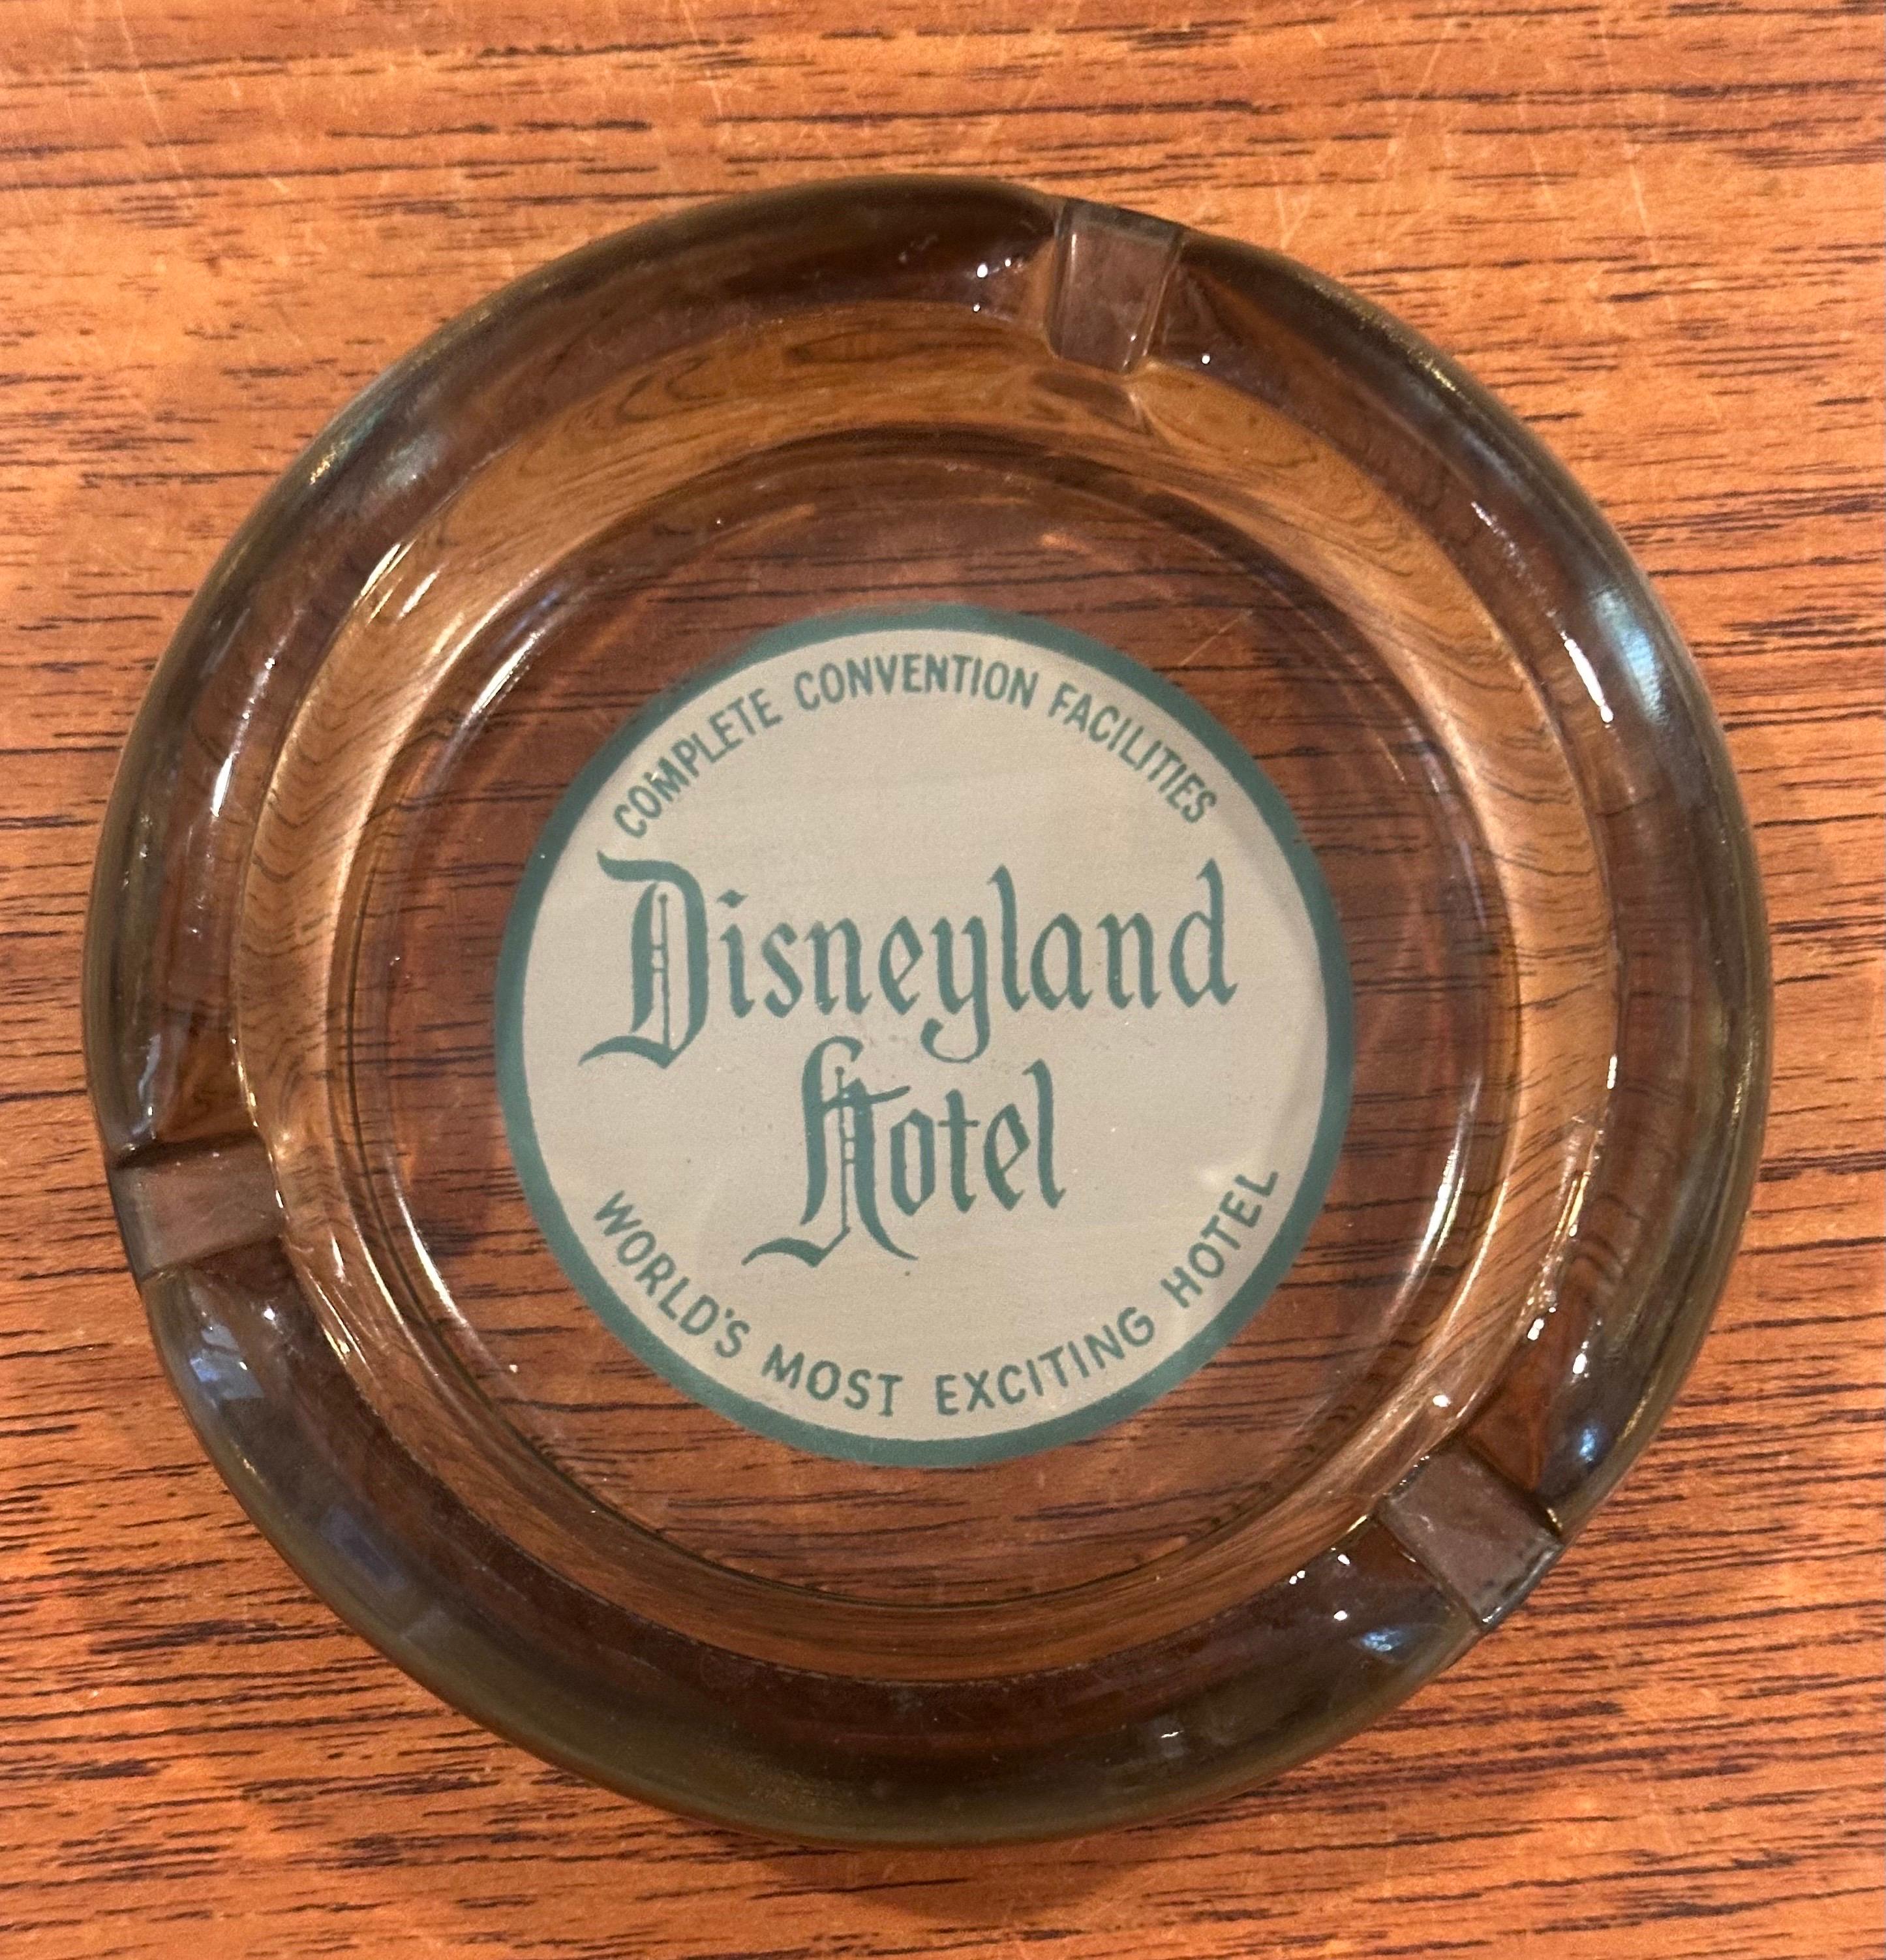 COMPLETE CONVENTION FACILITIES
Disneyland
Hotel
WORLD'S MOST EXCITING HOTEL